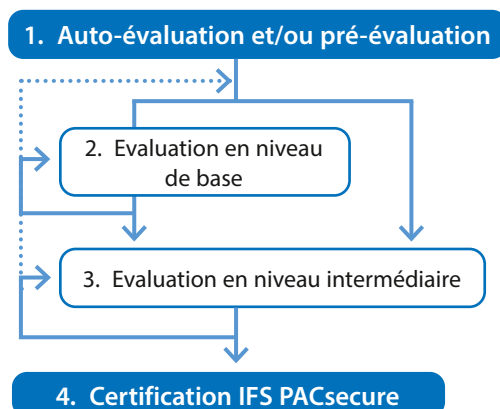 1. Auto-évaluation et/ou pré-évaluation
2. Evaluation en niveau
de base
3. Evaluation en niveau intermédiaire
4. Certification IFS PACsecure